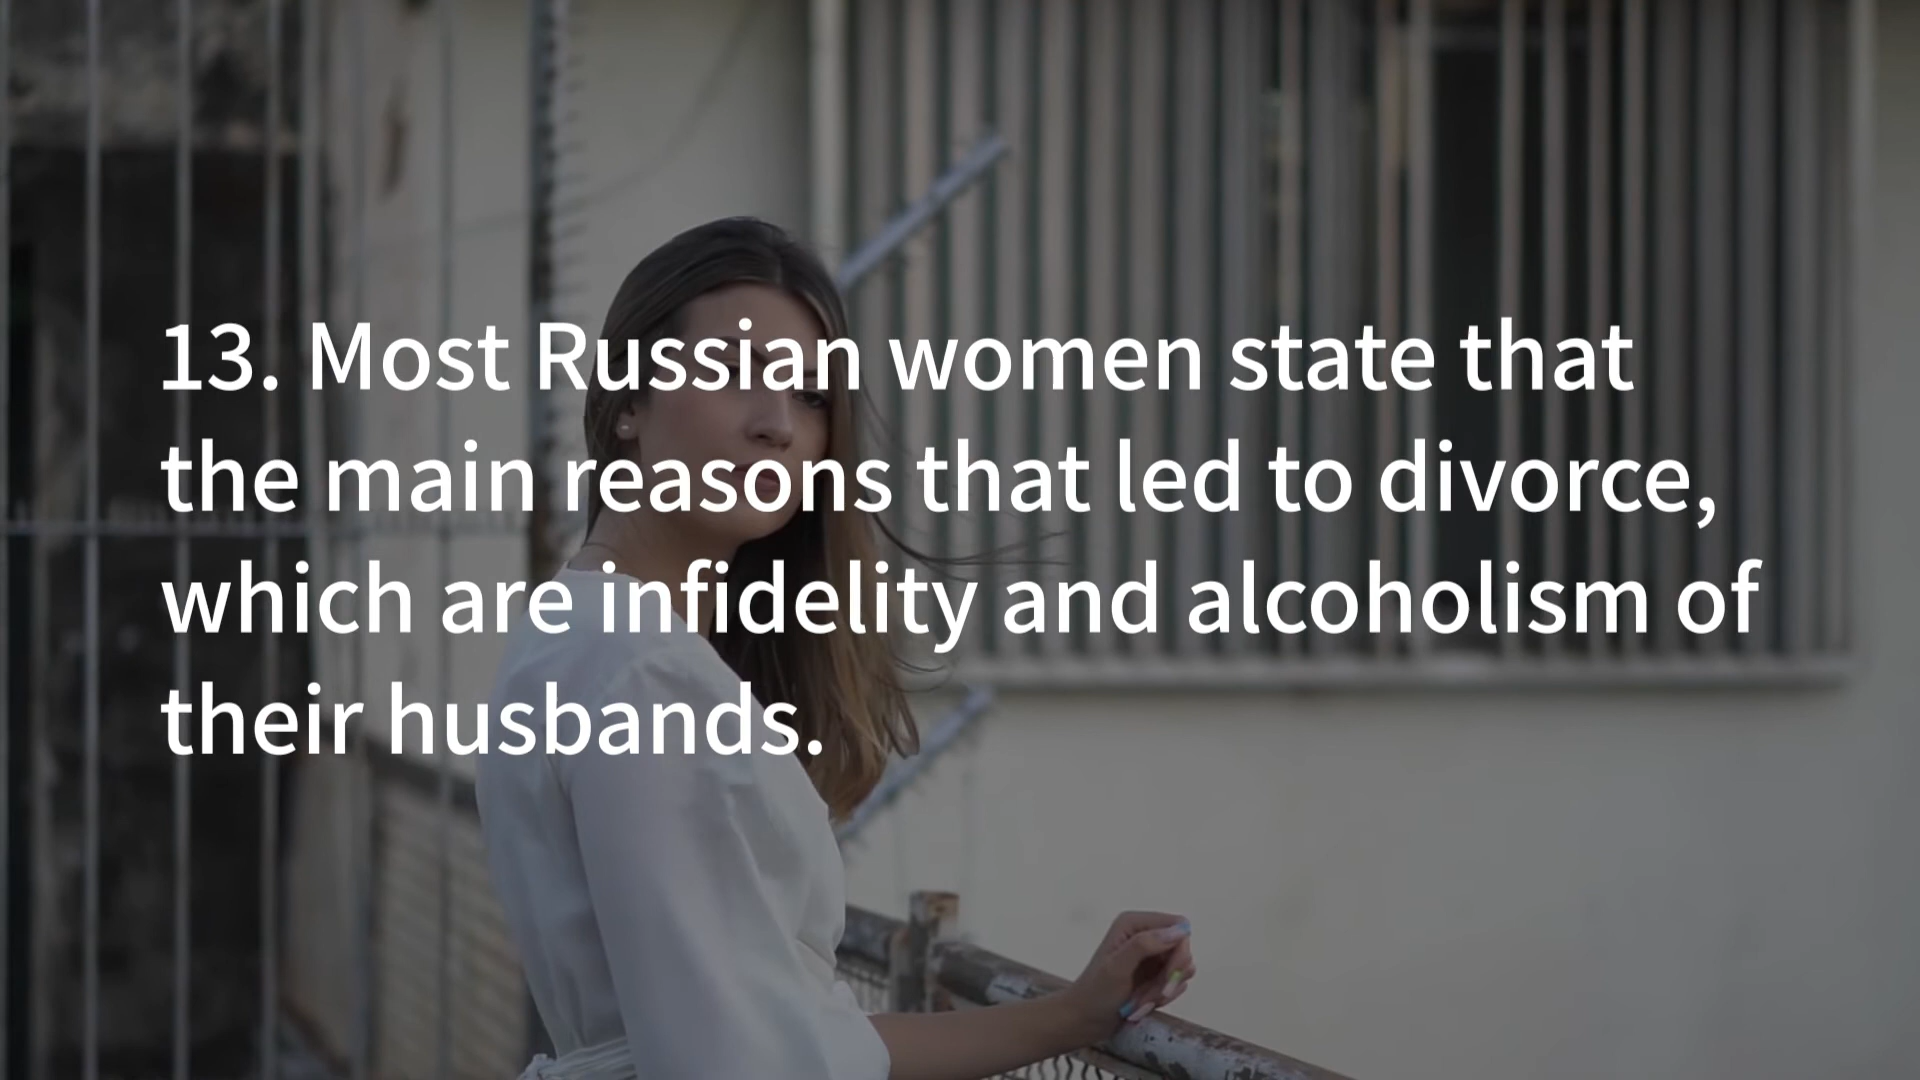 13. Most Russian women state that
the main reasons that led to divorce,
which are infidelity and alcoholism of
their husbands.